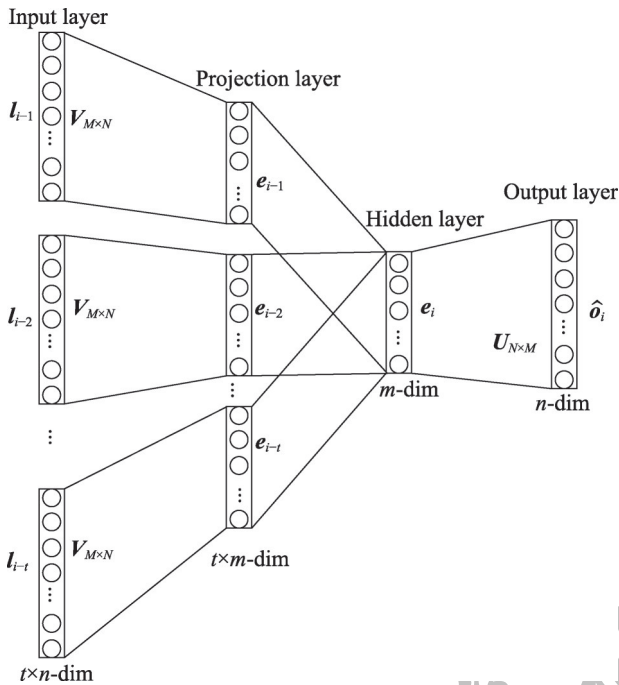 Input layer
Projection layer
Hidden layer
Output layer
l_{i-1}
V_{M×N}
e_{i-1}
l_{i-2}
V_{M×N}
e_{i-2}
e_i
U_{N×M}
ô_i
m-dim
n-dim
e_{i-t}
l_{i-t}
V_{M×N}
t×m-dim
t×n-dim